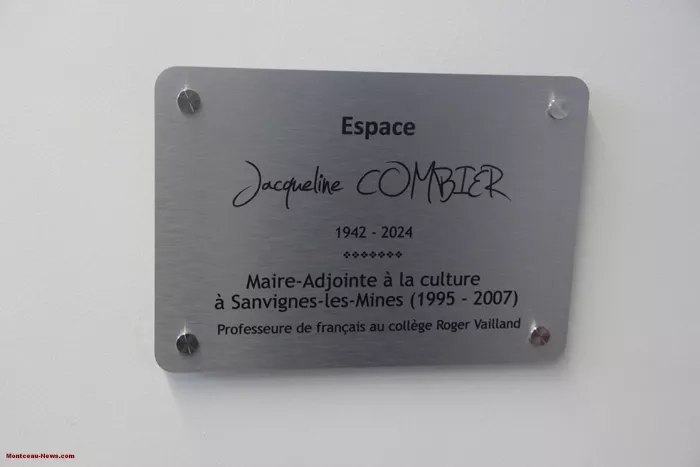 Espace
Jacqueline COMBIER
1942 - 2024
Maire-Adjointe à la culture
à Sanvignes-les-Mines (1995 - 2007)
Professeure de français au collège Roger Vailland
Montceau-News.com